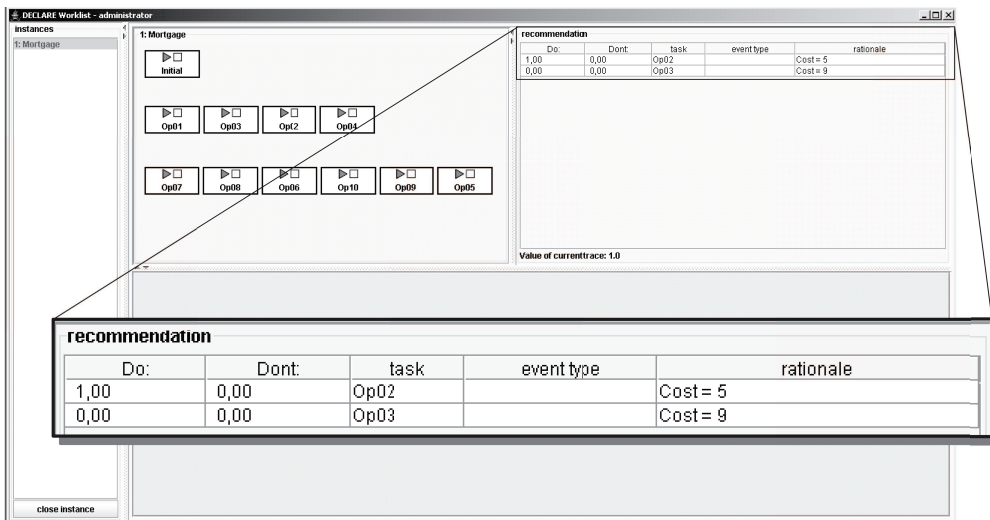 DECLARE Worklist - administrator
instances
1: Mortgage
1: Mortgage
Initial
Op01 Op03 Op(2 Op04
Op07 Op08 Op06 Op10 Op09 Op05
recommendation
Do: Dont: task event type rationale
1,00 0,00 Op02 Cost = 5
0,00 0,00 Op03 Cost = 9
Value of currenttrace: 1.0
recommendation
Do: Dont: task event type rationale
1,00 0,00 Op02 Cost = 5
0,00 0,00 Op03 Cost = 9
close instance